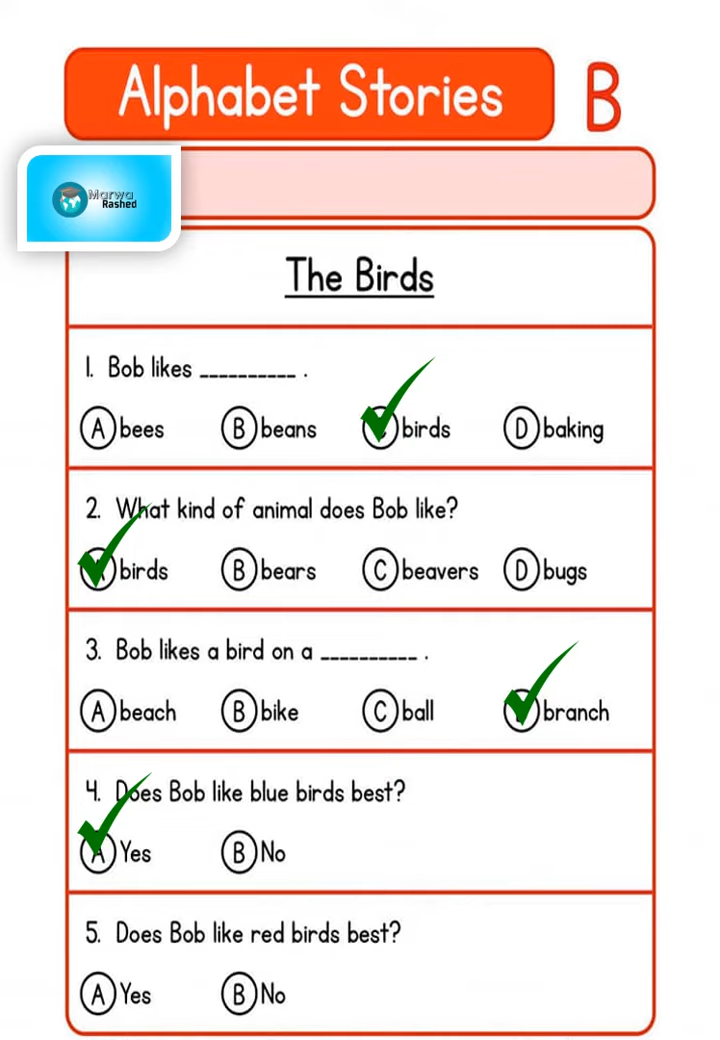 Alphabet Stories B
Marwa
Rashed
The Birds
1. Bob likes __________ .
A bees B beans C birds D baking
2. What kind of animal does Bob like?
A birds B bears C beavers D bugs
3. Bob likes a bird on a __________ .
A beach B bike C ball D branch
4. Does Bob like blue birds best?
A Yes B No
5. Does Bob like red birds best?
A Yes B No